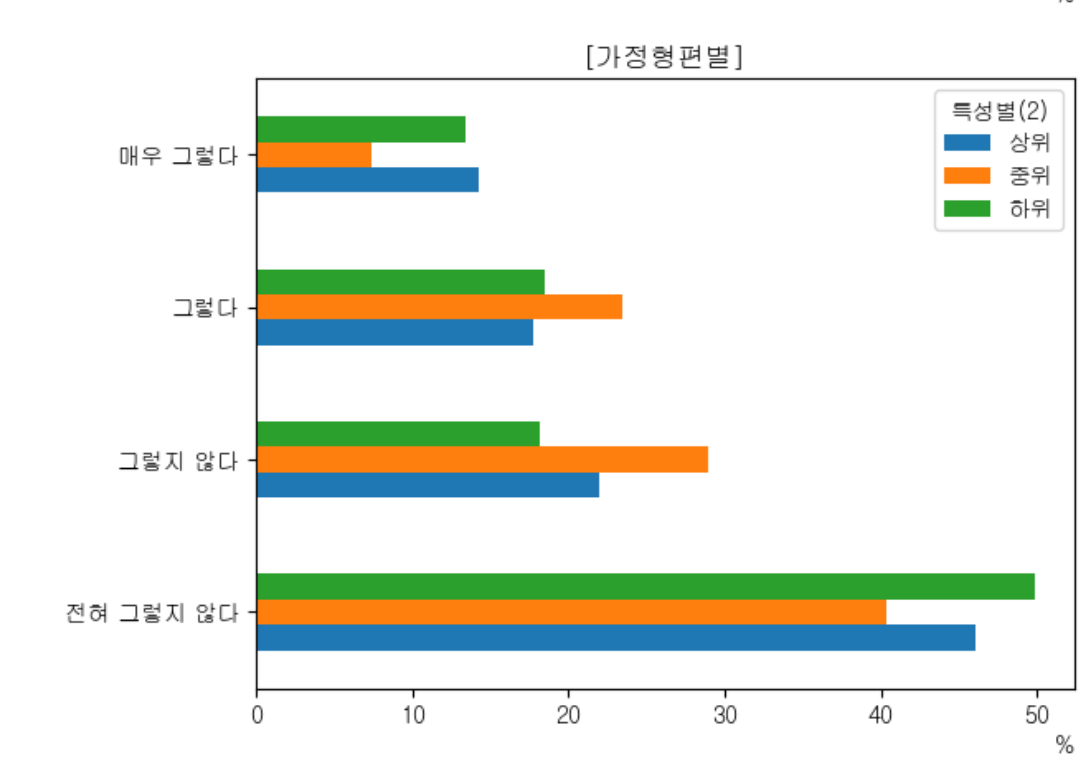 %
[가정형편별]
특성별(2)
상위
중위
하위
매우 그렇다
그렇다
그렇지 않다
전혀 그렇지 않다
0 10 20 30 40 50
%